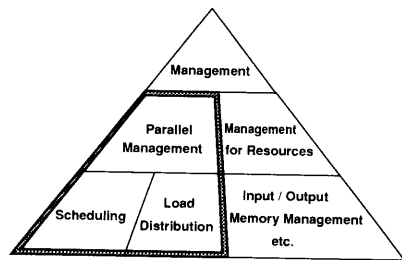 Management
Parallel
Management
Management
for Resources
Scheduling
Load
Distribution
Input / Output
Memory Management
etc.